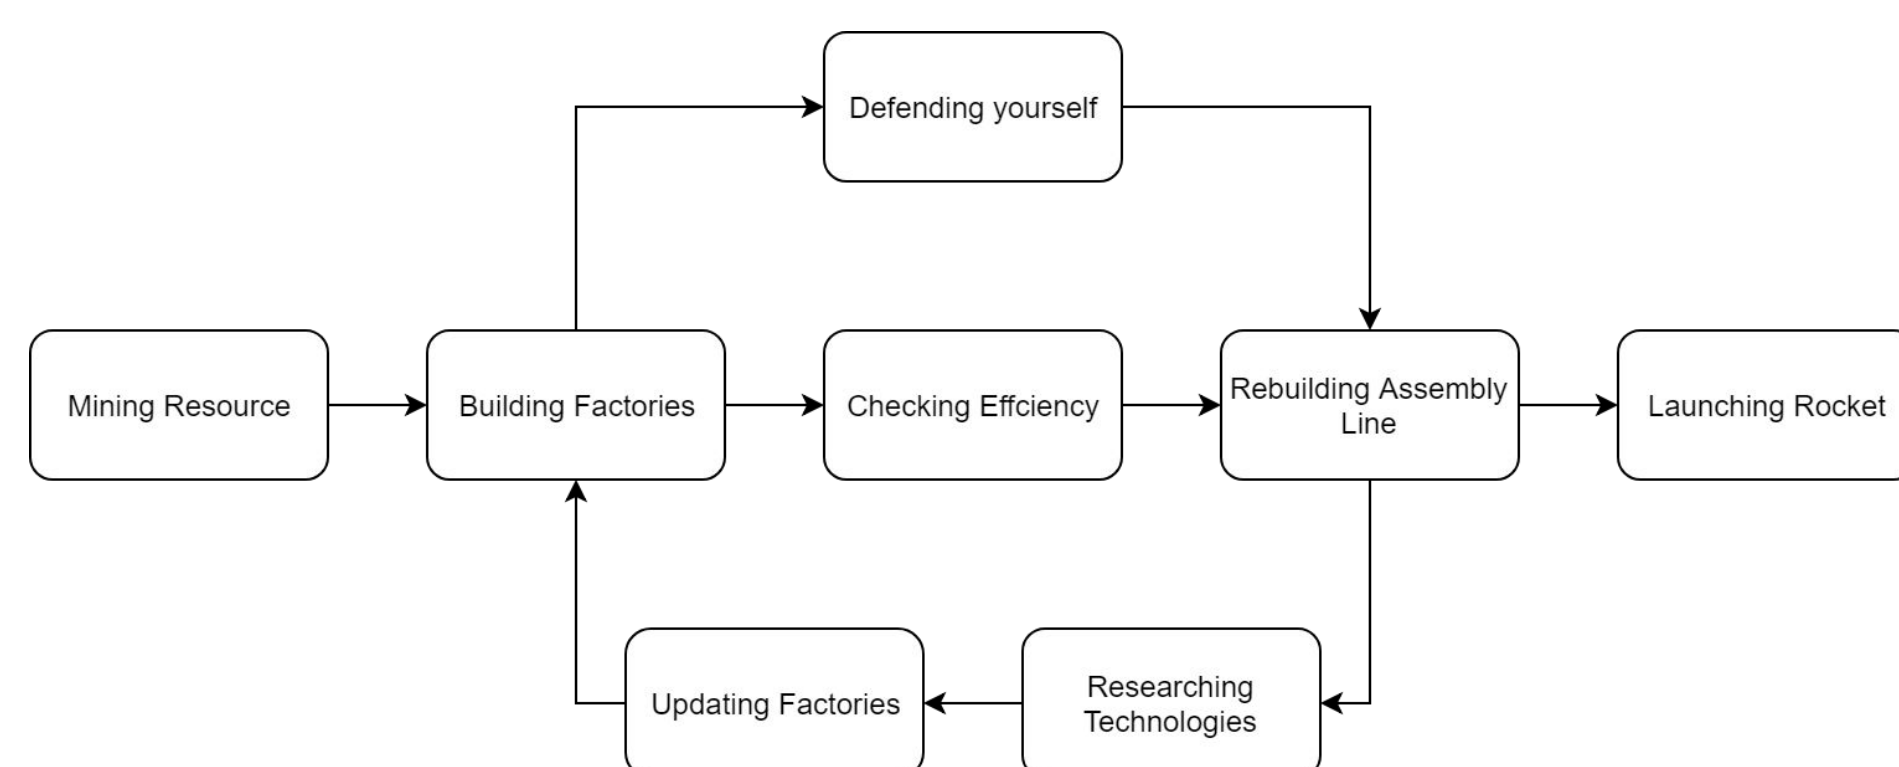 Defending yourself
Mining Resource
Building Factories
Checking Effciency
Rebuilding Assembly
Line
Launching Rocket
Updating Factories
Researching
Technologies